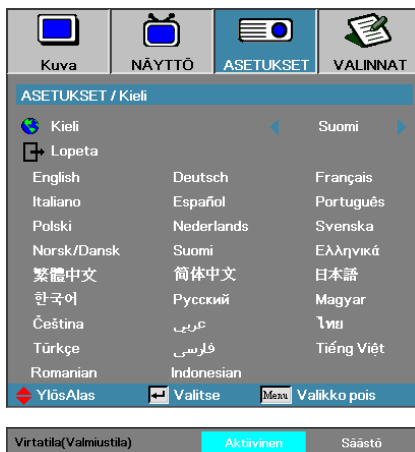 Kuva NÄYTTÖ ASETUKSET VALINNAT
ASETUKSET / Kieli
Kieli Suomi
Lopeta
English Deutsch Français
Italiano Español Português
Polski Nederlands Svenska
Norsk/Dansk Suomi Ελληνικά
繁體中文 简体中文 日本語
한국어 Русский Magyar
Čeština عربي ไทย
Türkçe فارسی Tiếng Việt
Romanian Indonesian
YlösAlas Valitse Menu Valikko pois
Virtatila(Valmiustila) Aktiivinen Säästö